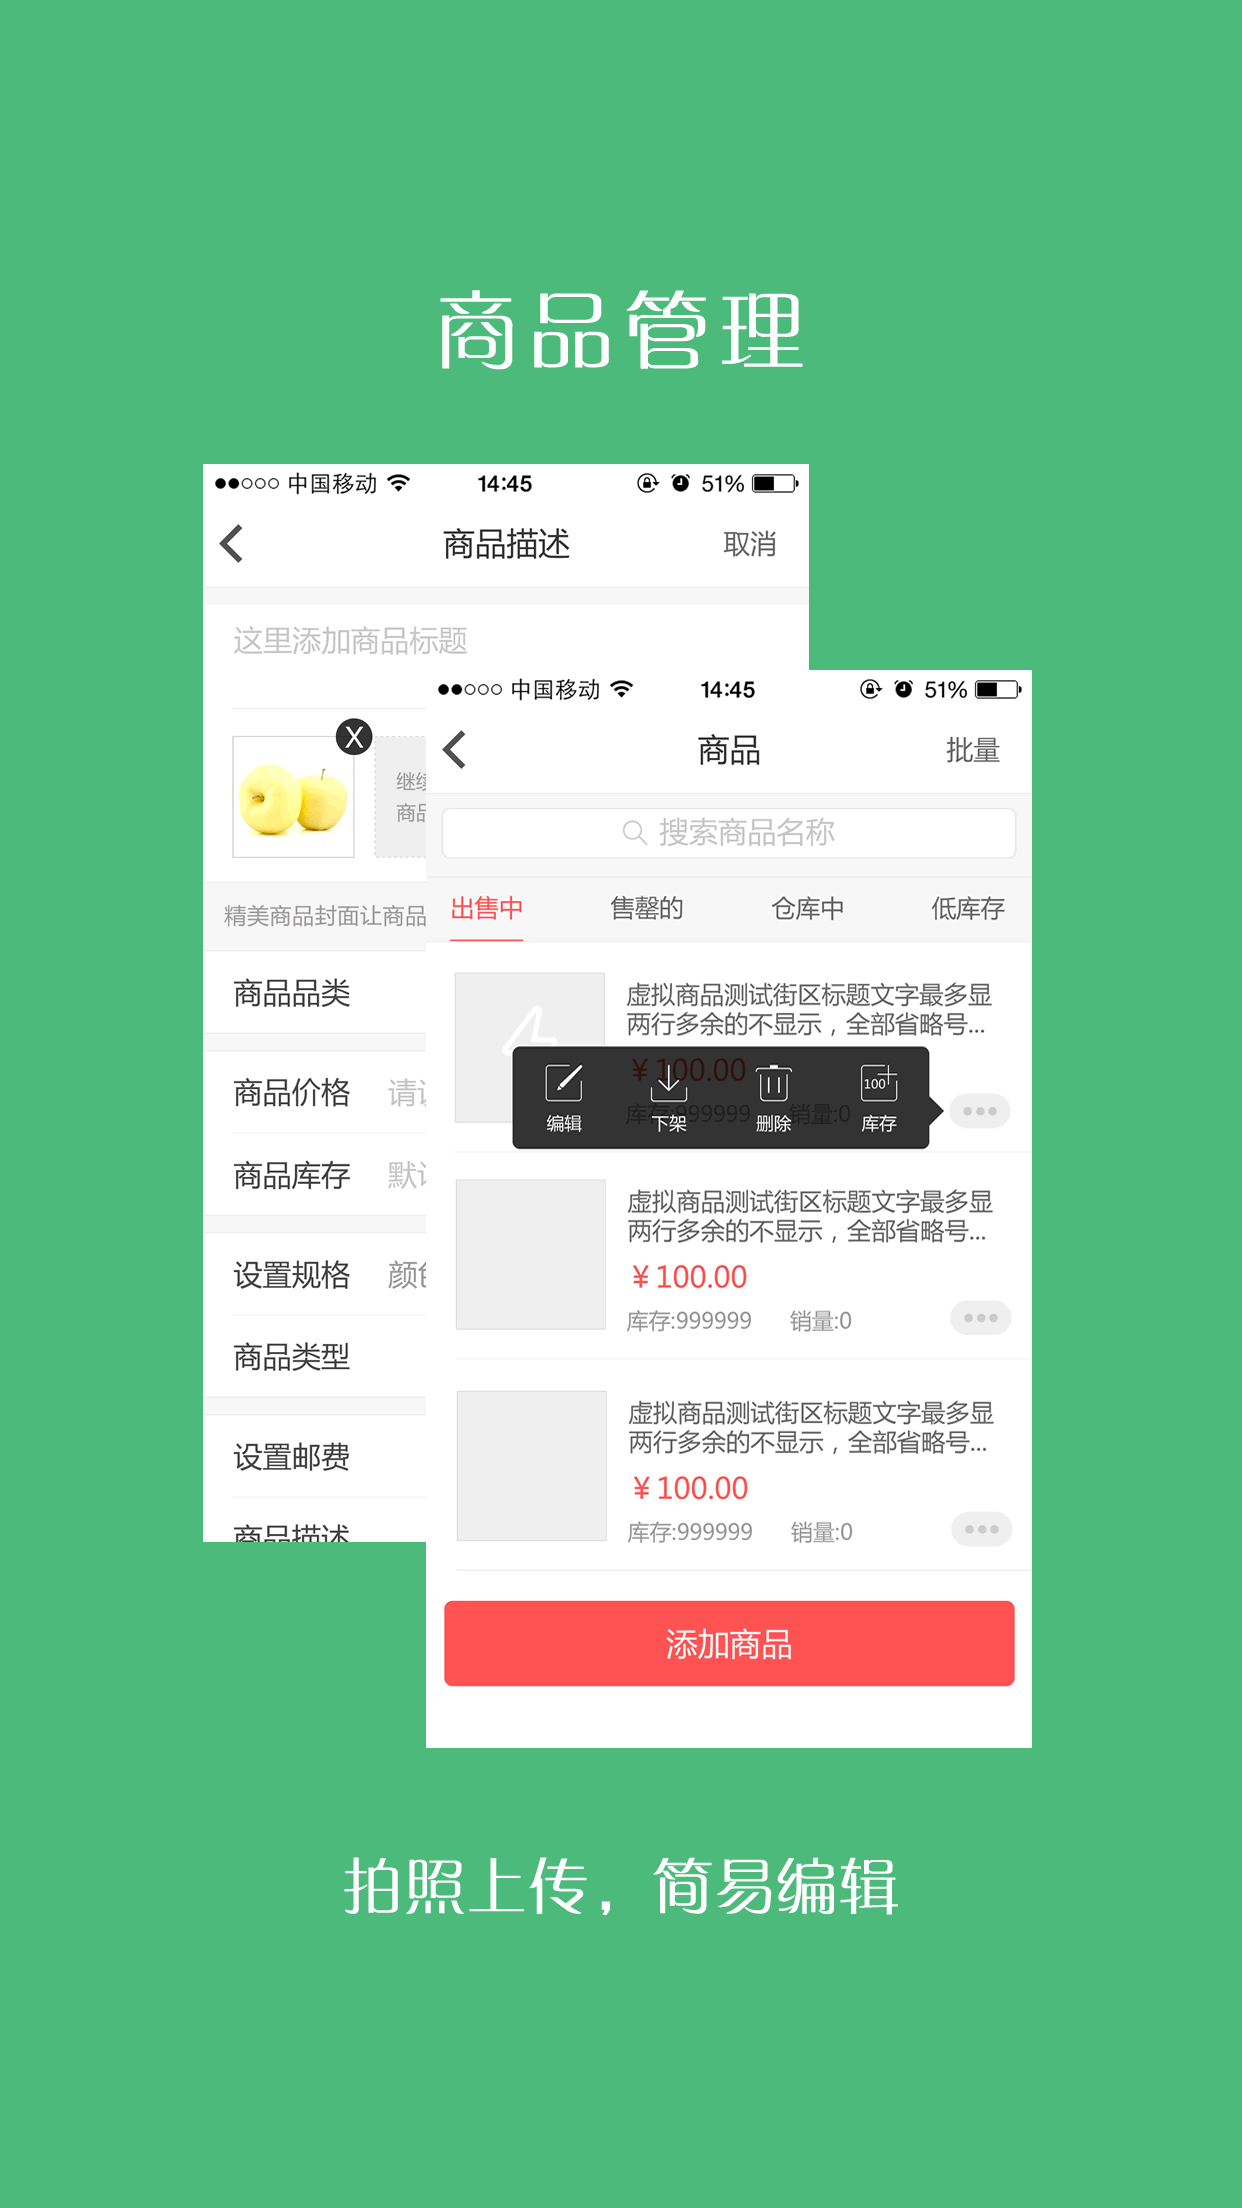 商品管理
中国移动 14:45 51%
商品描述 取消
这里添加商品标题
X
继续
商品
精美商品封面让商品
商品品类
商品价格 请
商品库存 默
设置规格 颜色
商品类型
设置邮费
商品描述
中国移动 14:45 51%
商品 批量
搜索商品名称
出售中 售罄的 仓库中 低库存
虚拟商品测试街区标题文字最多显
两行多余的不显示，全部省略号...
¥100.00
库存:999999 销量:0
编辑 下架 删除 100 库存
虚拟商品测试街区标题文字最多显
两行多余的不显示，全部省略号...
¥100.00
库存:999999 销量:0
虚拟商品测试街区标题文字最多显
两行多余的不显示，全部省略号...
¥100.00
库存:999999 销量:0
添加商品
拍照上传，简易编辑